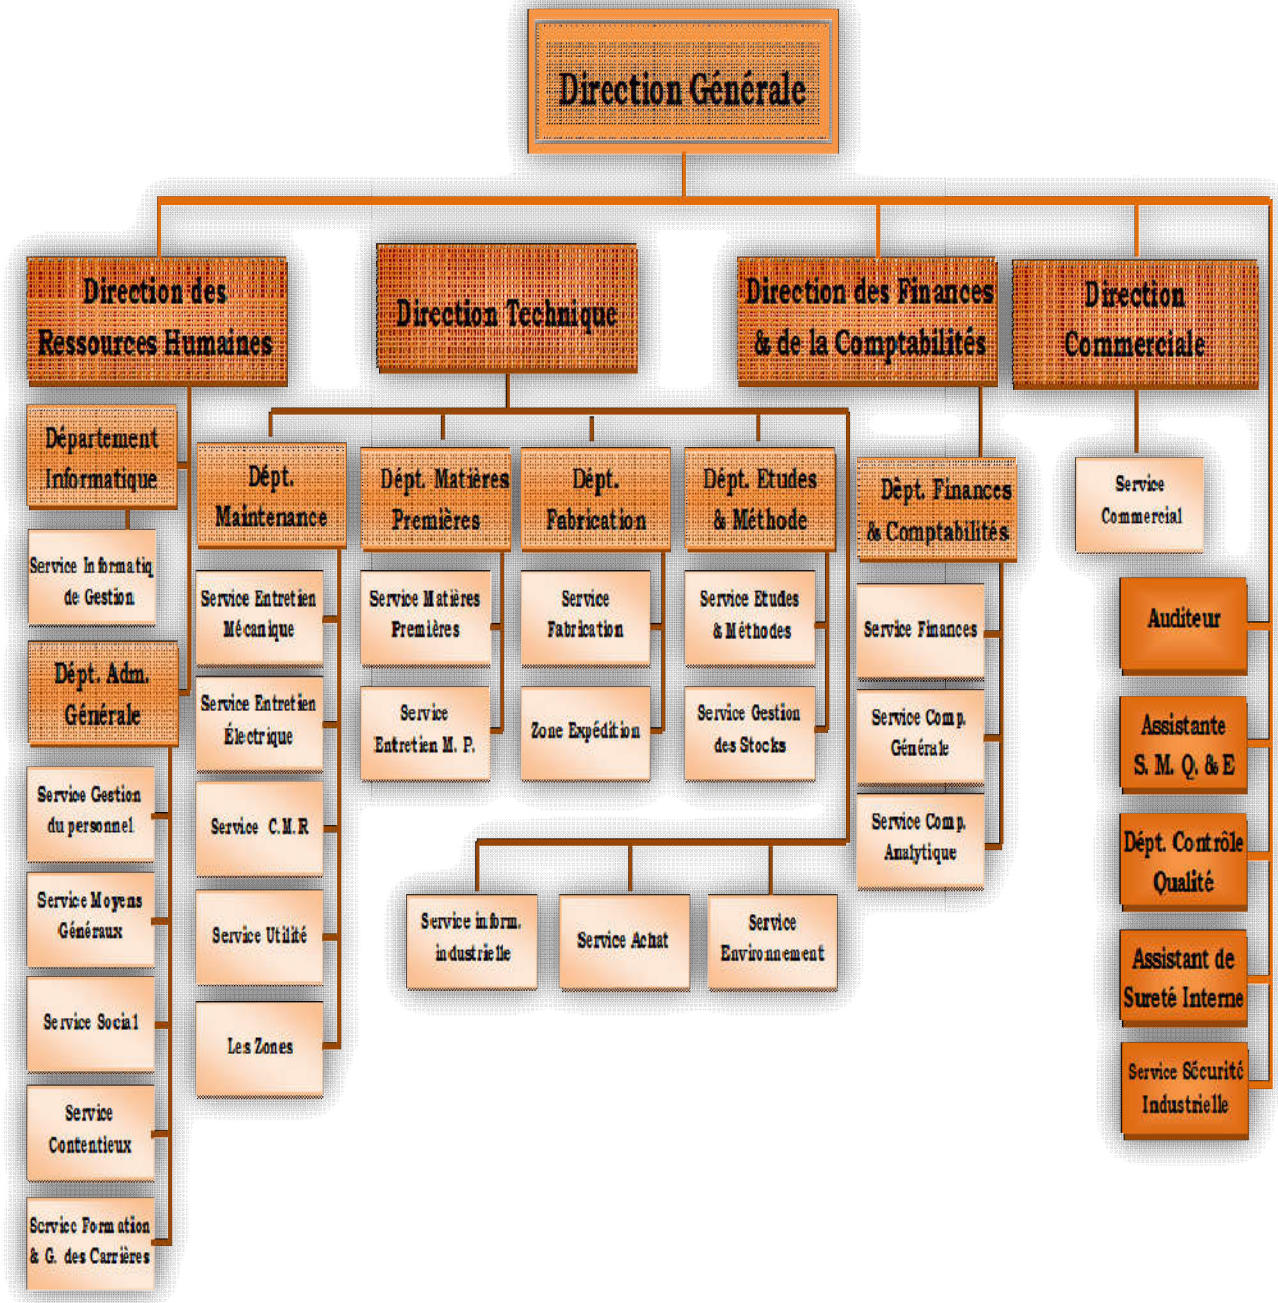 Direction Générale
Direction des
Ressources Humaines
Direction Technique
Direction des Finances
& de la Comptabilités
Direction
Commerciale
Département
Informatique
Service Informatiq
de Gestion
Dépt. Adm.
Générale
Service Gestion
du personnel
Service Moyens
Généraux
Service Social
Service
Contentieux
Service Formation
& G. des Carrières
Dépt.
Maintenance
Service Entretien
Mécanique
Service Entretien
Électrique
Service C.M.R
Service Utilité
Les Zones
Dépt. Matières
Premières
Service Matières
Premières
Service
Entretien M. P.
Dépt.
Fabrication
Service
Fabrication
Zone Expédition
Dépt. Etudes
& Méthode
Service Etudes
& Méthodes
Service Gestion
des Stocks
Service inform.
industrielle
Service Achat
Service
Environnement
Dèpt. Finances
& Comptabilités
Service Finances
Service Comp.
Générale
Service Comp.
Analytique
Service
Commercial
Auditeur
Assistante
S. M. Q. & E
Dépt. Contrôle
Qualité
Assistant de
Sureté Interne
Service Sécurité
Industrielle